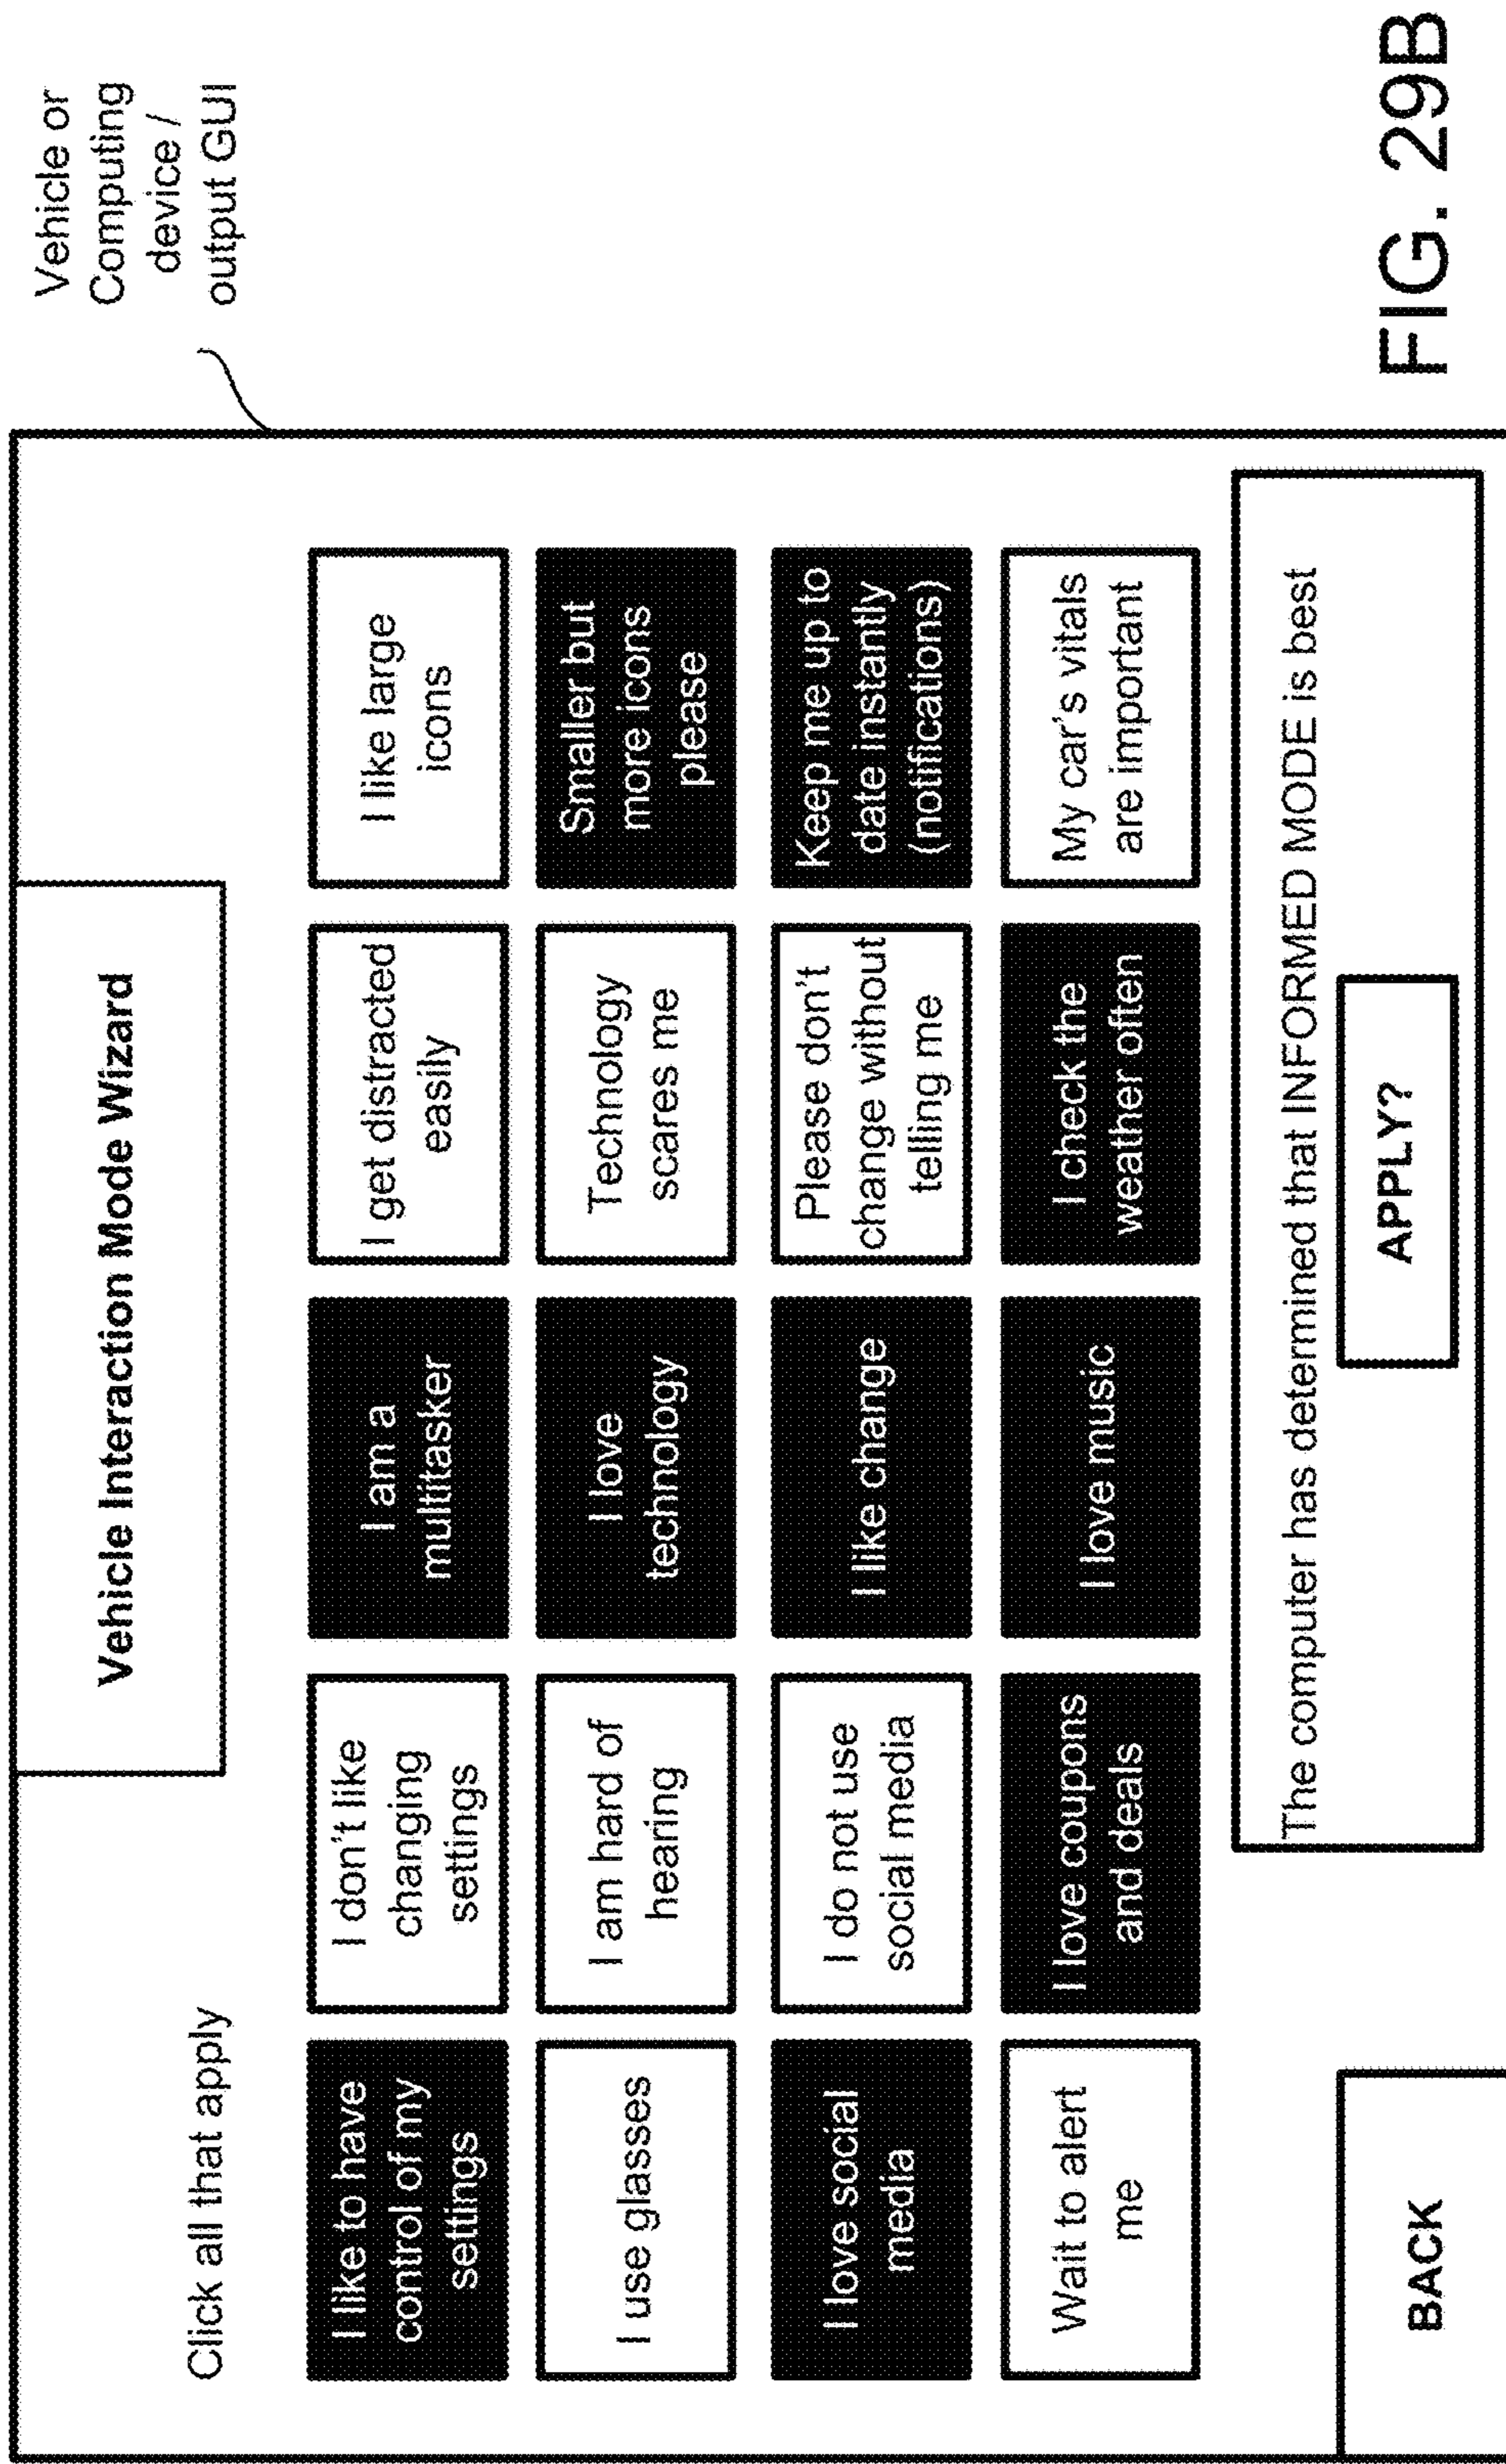 Vehicle or
Computing
device /
output GUI
Vehicle Interaction Mode Wizard
Click all that apply
I like to have
control of my
settings
I don't like
changing
settings
I am a
multitasker
I get distracted
easily
I like large
icons
I use glasses
I am hard of
hearing
I love
technology
Technology
scares me
Smaller but
more icons
please
I love social
media
I do not use
social media
I like change
Please don't
change without
telling me
Keep me up to
date instantly
(notifications)
Wait to alert
me
I love coupons
and deals
I love music
I check the
weather often
My car's vitals
are important
The computer has determined that INFORMED MODE is best
APPLY?
BACK
FIG. 29B